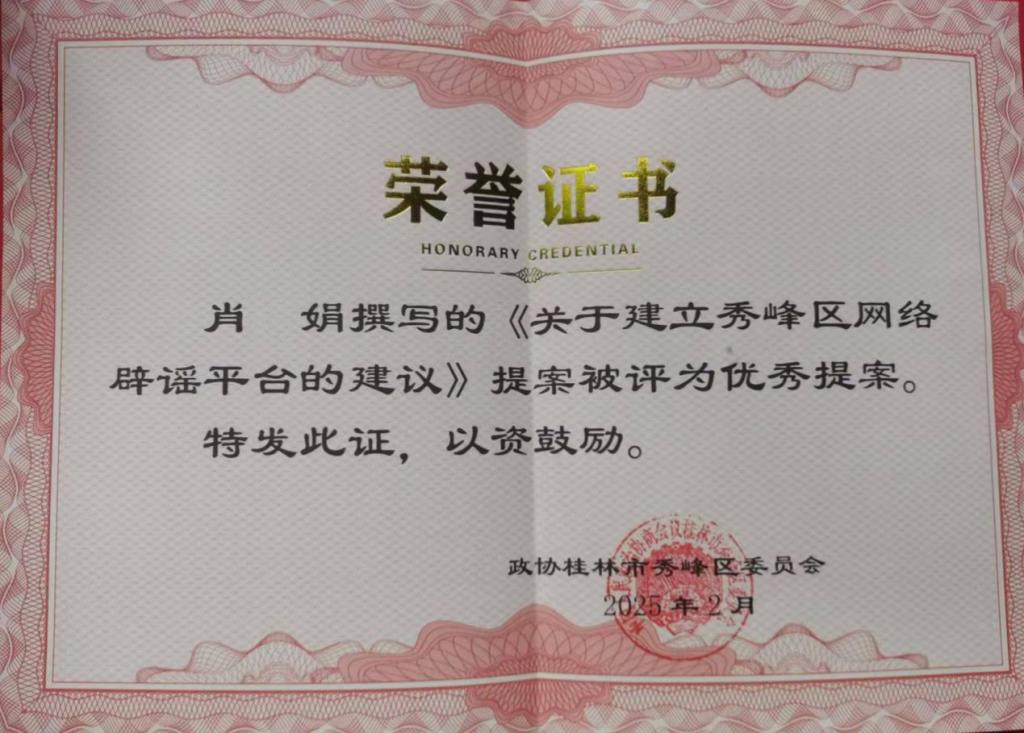 荣誉证书
HONORARY CREDENTIAL
肖 娟撰写的《关于建立秀峰区网络
辟谣平台的建议》提案被评为优秀提案。
特发此证，以资鼓励。
政协桂林市秀峰区委员会
2025年2月